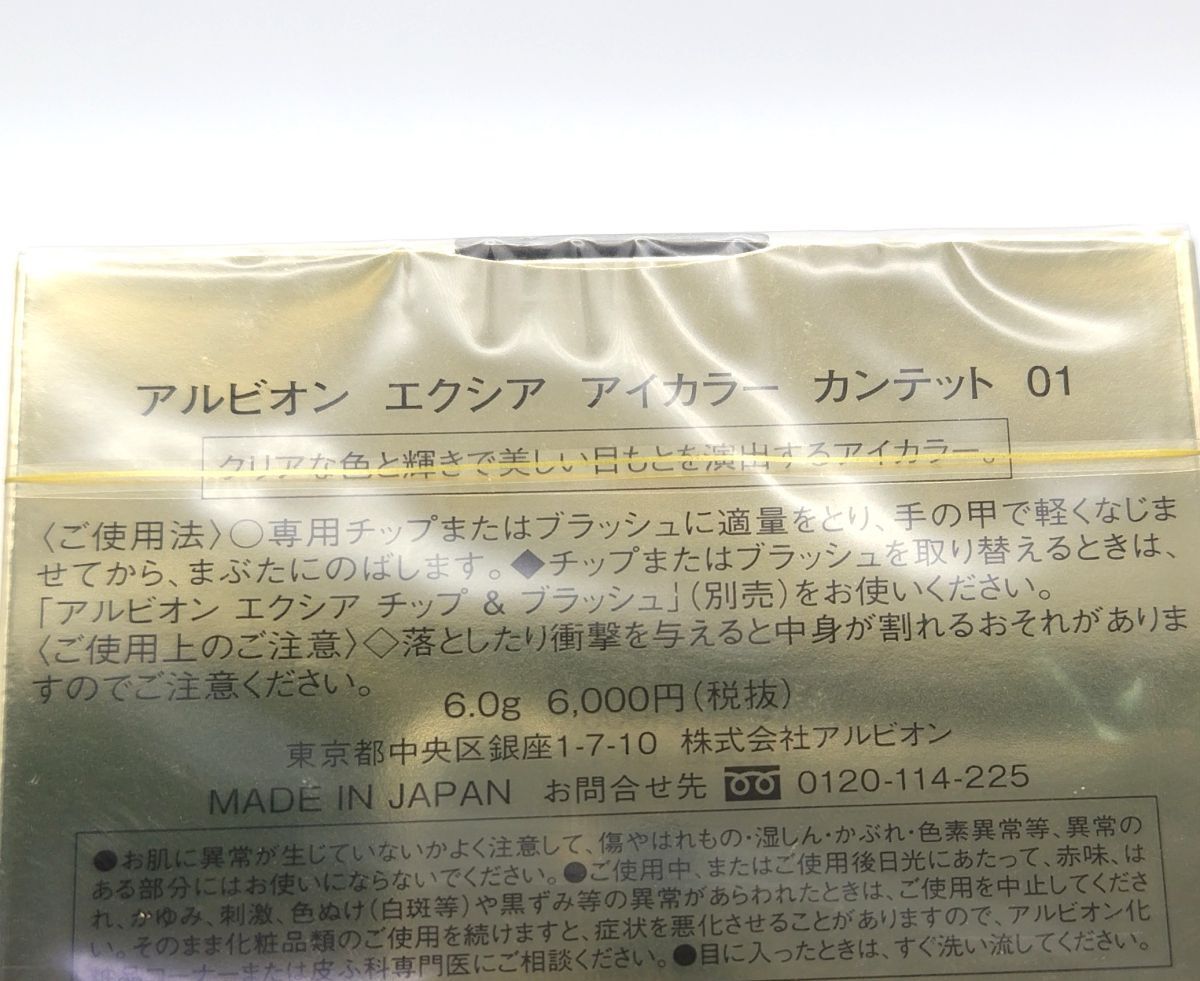 アルビオン エクシア アイカラー カンテット 01
クリアな色と輝きで美しい目もとを演出するアイカラー。
〈ご使用法〉○専用チップまたはブラッシュに適量をとり、手の甲で軽くなじま
せてから、まぶたにのばします。◆チップまたはブラッシュを取り替えるときは、
「アルビオン エクシア チップ & ブラッシュ」(別売)をお使いください。
〈ご使用上のご注意〉◇落としたり衝撃を与えると中身が割れるおそれがありま
すのでご注意ください。
6.0g 6,000円(税抜)
東京都中央区銀座1-7-10 株式会社アルビオン
MADE IN JAPAN お問合せ先 0120-114-225
●お肌に異常が生じていないかよく注意して、傷やはれもの・湿しん・かぶれ・色素異常等、異常の
ある部分にはお使いにならないでください。●ご使用中、またはご使用後日光にあたって、赤味、は
れ、かゆみ、刺激、色ぬけ(白斑等)や黒ずみ等の異常があらわれたときは、ご使用を中止してくださ
い。そのまま化粧品類のご使用を続けますと、症状を悪化させることがありますので、アルビオン化
粧品コーナーまたは皮ふ科専門医にご相談ください。●目に入ったときは、すぐ洗い流してください。